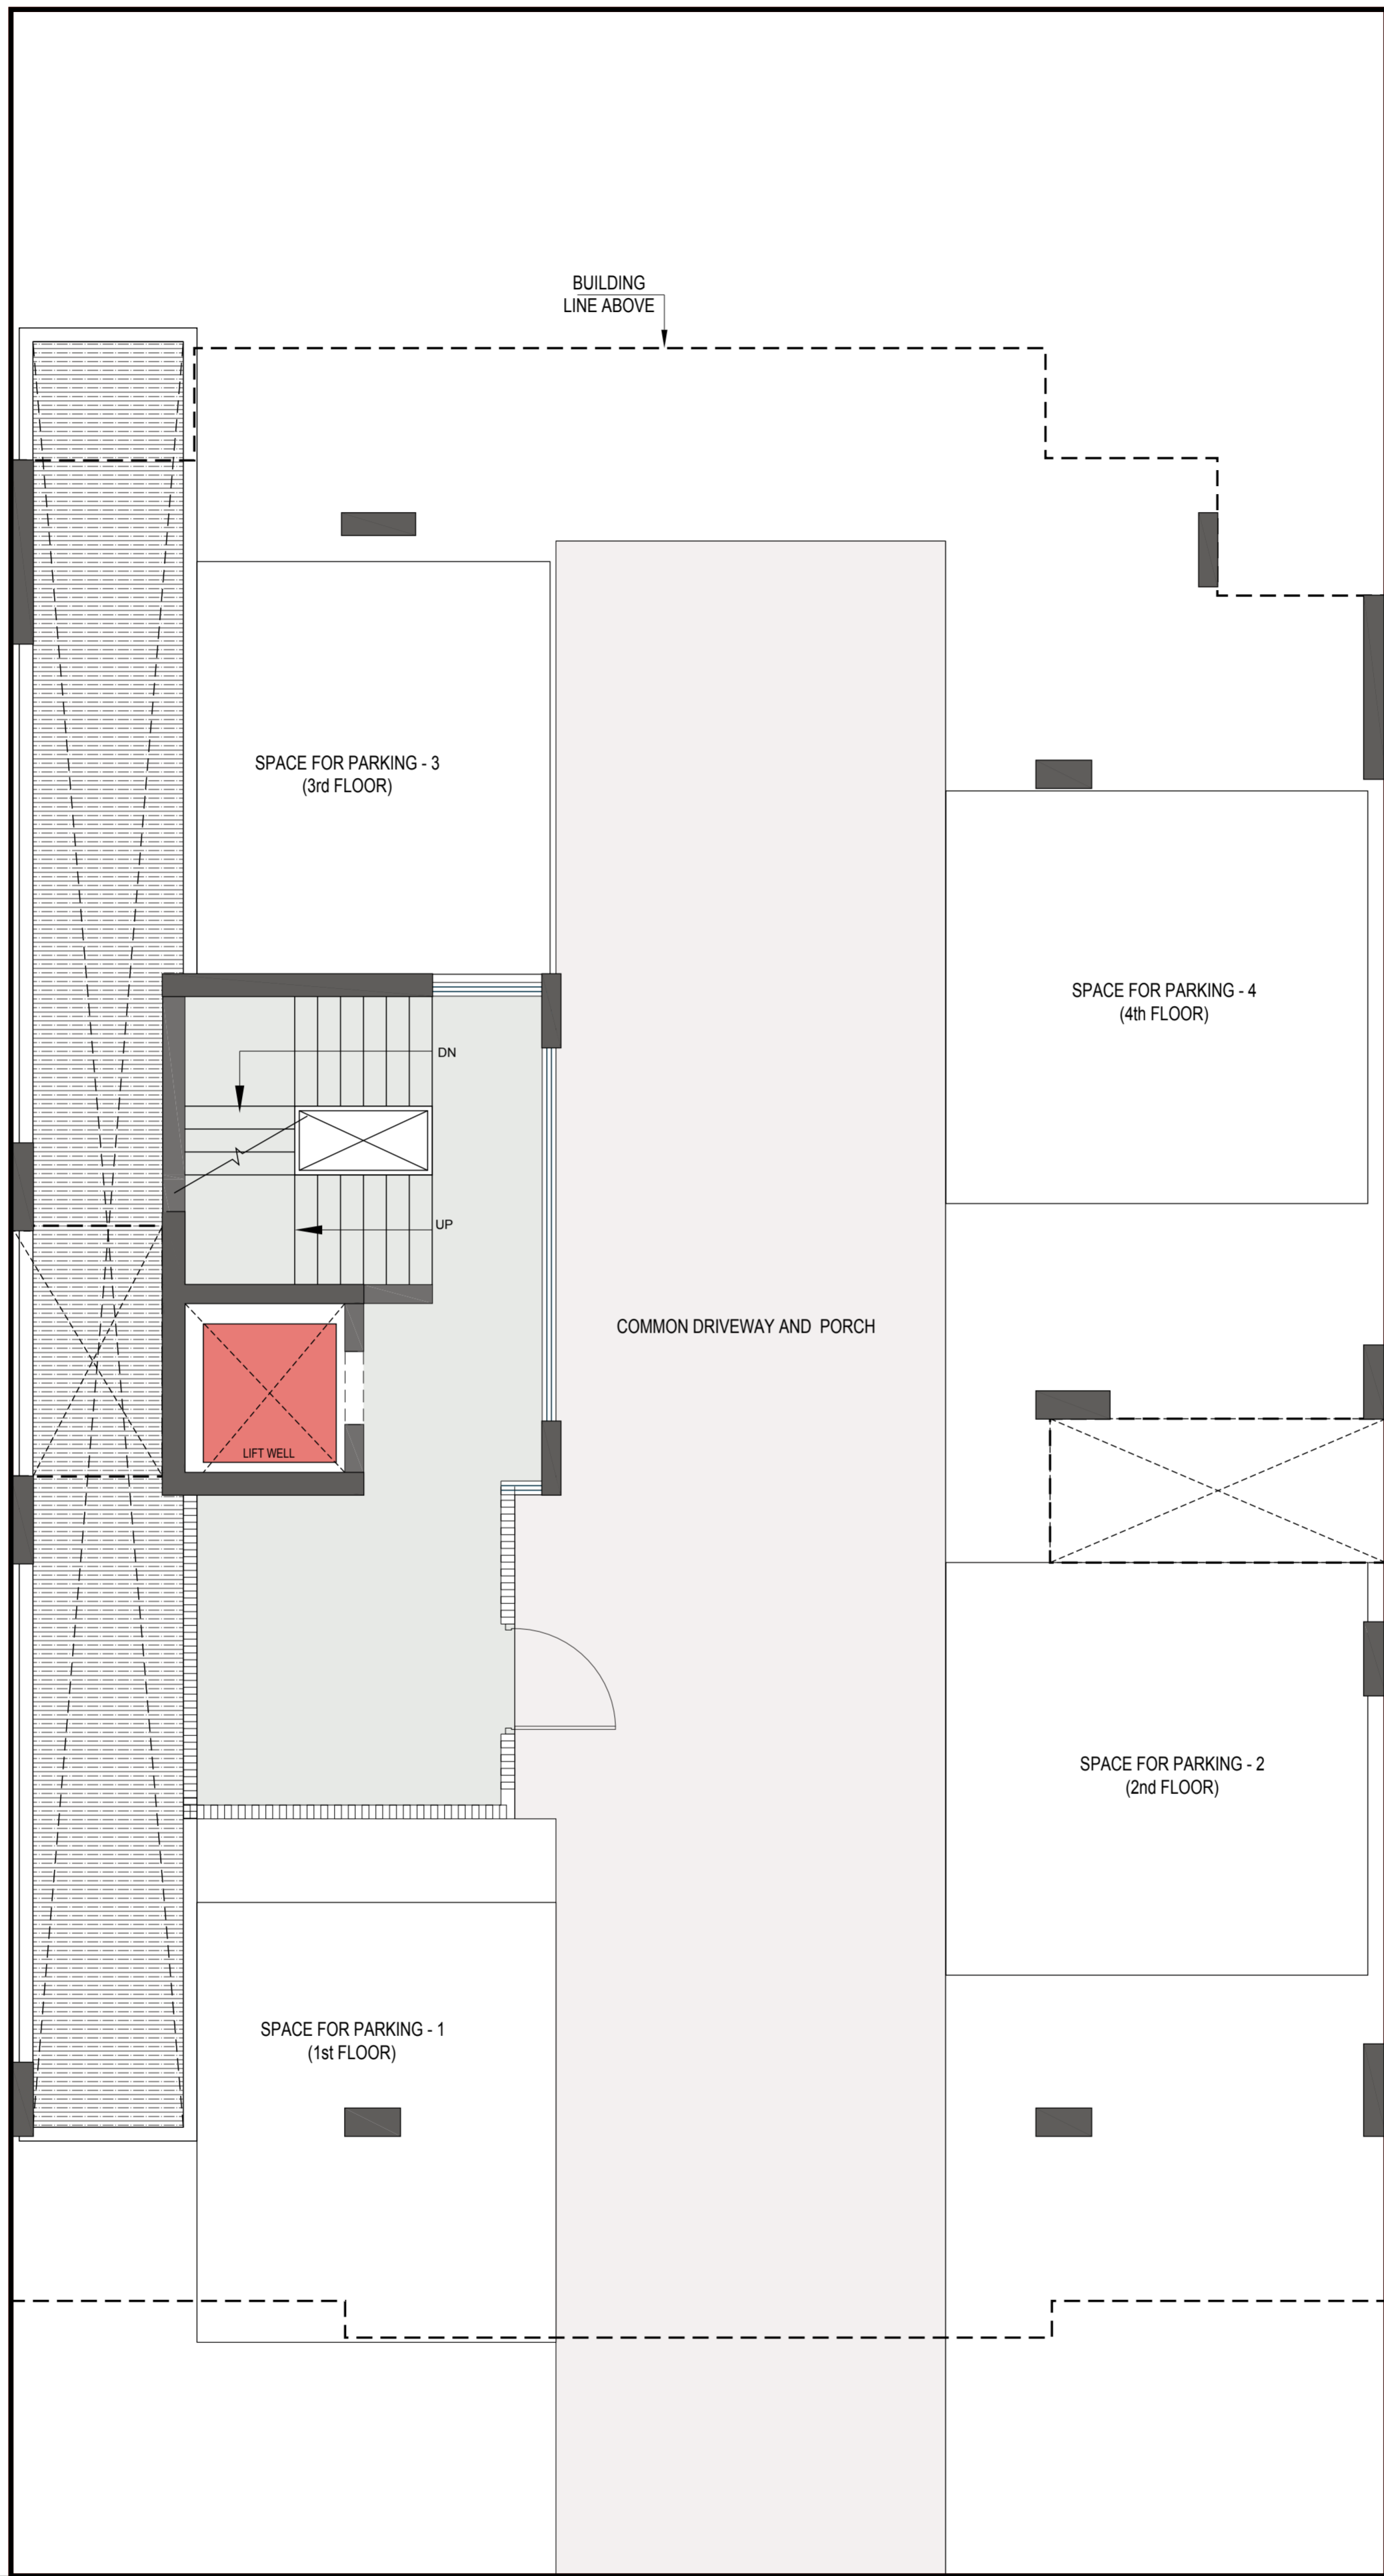 BUILDING
LINE ABOVE
SPACE FOR PARKING - 3
(3rd FLOOR)
SPACE FOR PARKING - 4
(4th FLOOR)
DN
UP
COMMON DRIVEWAY AND PORCH
LIFT WELL
SPACE FOR PARKING - 2
(2nd FLOOR)
SPACE FOR PARKING - 1
(1st FLOOR)